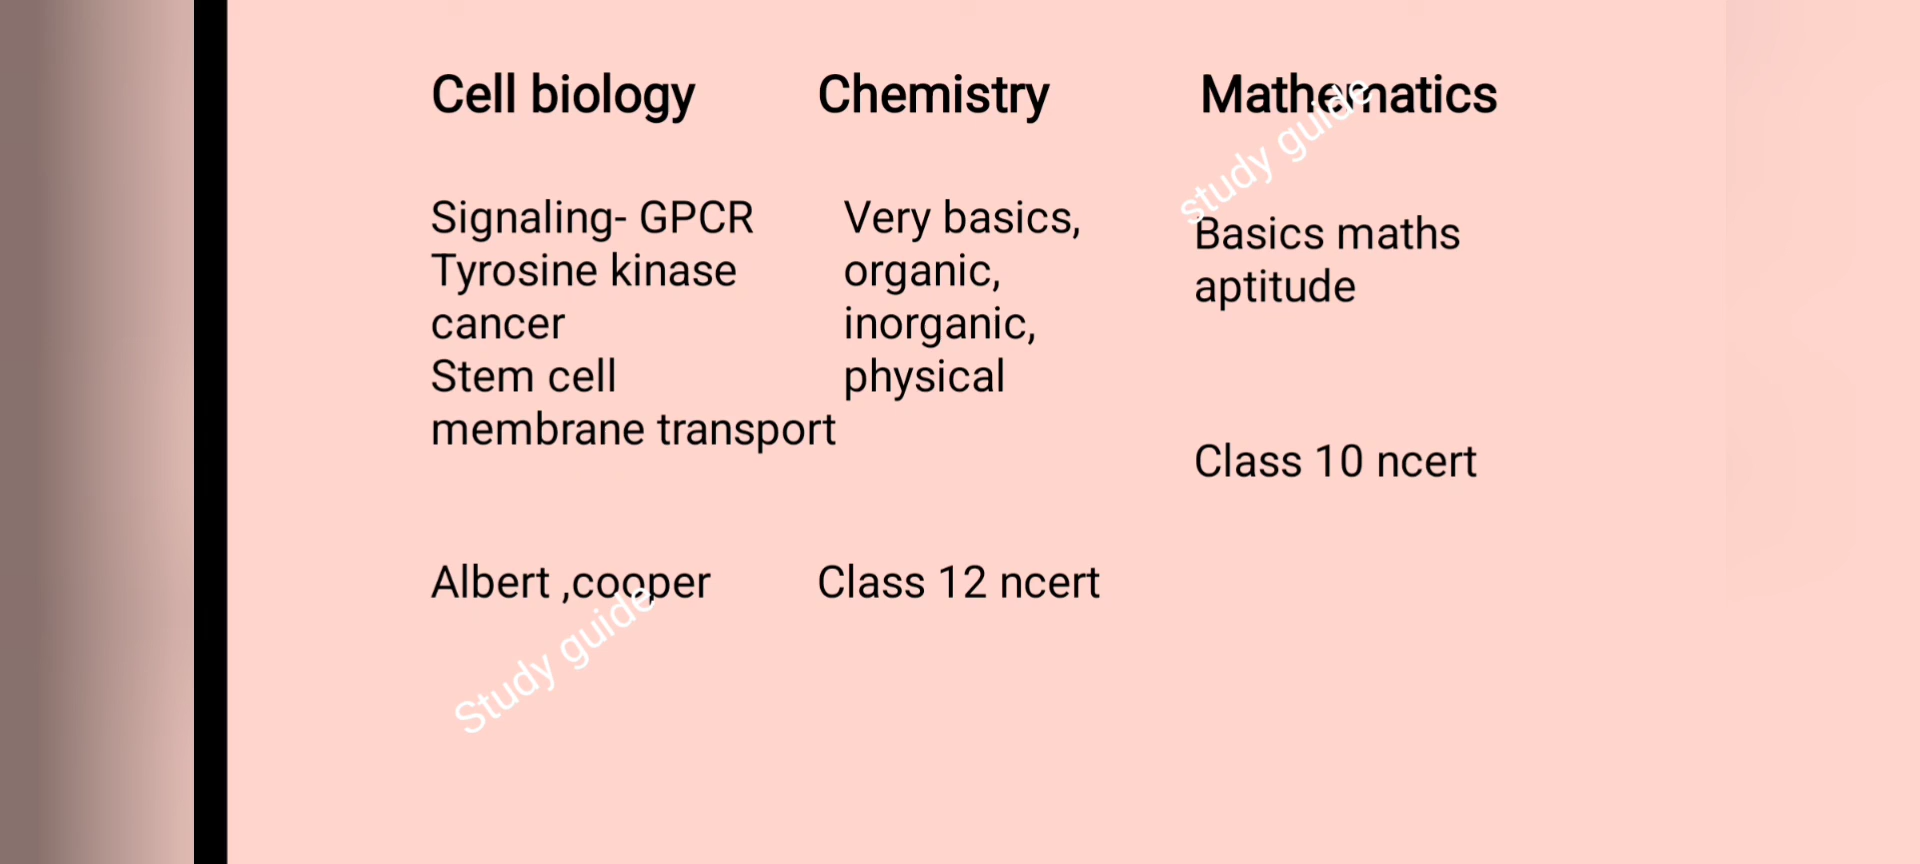 Cell biology
Chemistry
Mathematics
study guide
Signaling- GPCR
Tyrosine kinase
cancer
Stem cell
membrane transport
Very basics,
organic,
inorganic,
physical
Basics maths
aptitude
Class 10 ncert
Albert ,cooper
Class 12 ncert
Study guide